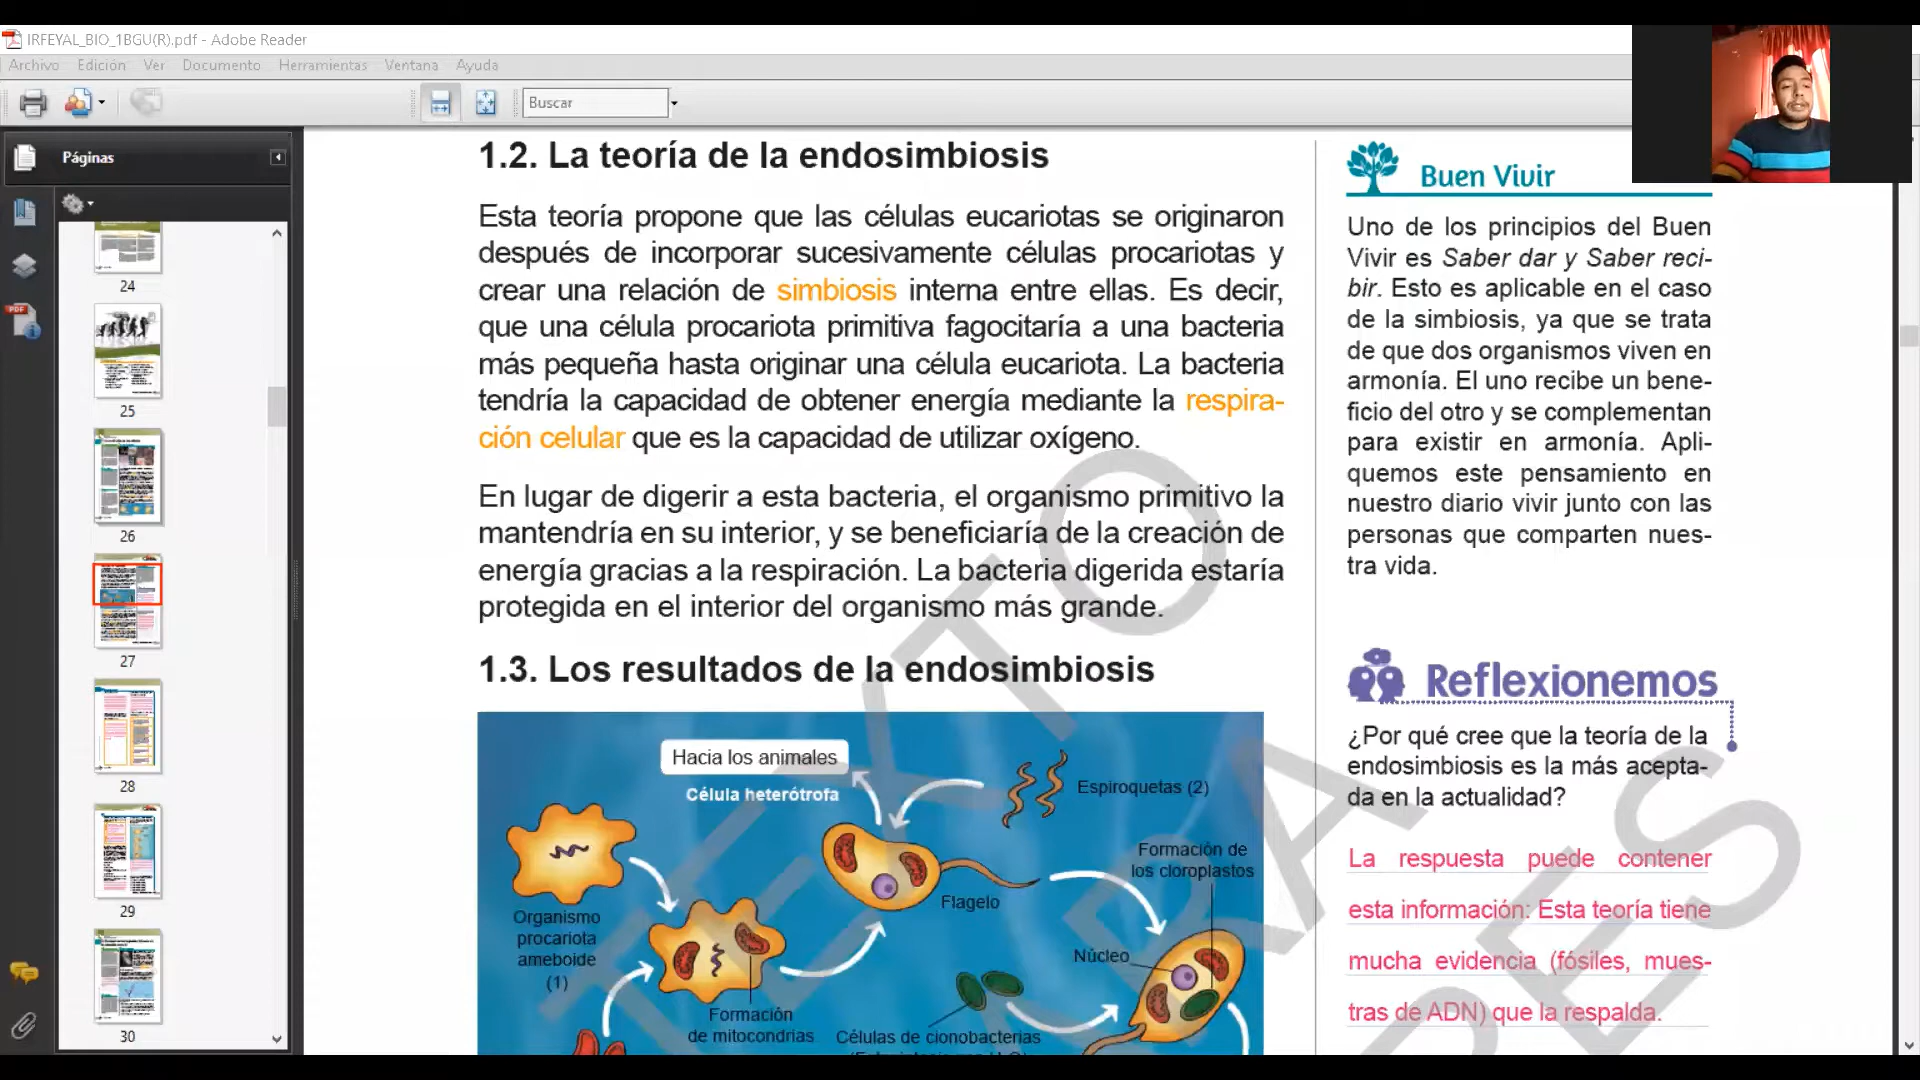 IRFEYAL_BIO_1BGU(R).pdf - Adobe Reader
Archivo Edición Ver Documento Herramientas Ventana Ayuda
Buscar
Páginas
24
25
26
27
28
29
30
1.2. La teoría de la endosimbiosis
Esta teoría propone que las células eucariotas se originaron
después de incorporar sucesivamente células procariotas y
crear una relación de simbiosis interna entre ellas. Es decir,
que una célula procariota primitiva fagocitaría a una bacteria
más pequeña hasta originar una célula eucariota. La bacteria
tendría la capacidad de obtener energía mediante la respira-
ción celular que es la capacidad de utilizar oxígeno.
En lugar de digerir a esta bacteria, el organismo primitivo la
mantendría en su interior, y se beneficiaría de la creación de
energía gracias a la respiración. La bacteria digerida estaría
protegida en el interior del organismo más grande.
1.3. Los resultados de la endosimbiosis
Hacia los animales
Célula heterótrofa
Espiroquetas (2)
Formación de
los cloroplastos
Flagelo
Organismo
procariota
ameboide
(1)
Núcleo
Formación
de mitocondrias
Células de cionobacterias
Buen Vivir
Uno de los principios del Buen
Vivir es Saber dar y Saber reci-
bir. Esto es aplicable en el caso
de la simbiosis, ya que se trata
de que dos organismos viven en
armonía. El uno recibe un bene-
ficio del otro y se complementan
para existir en armonía. Apli-
quemos este pensamiento en
nuestro diario vivir junto con las
personas que comparten nues-
tra vida.
Reflexionemos
¿Por qué cree que la teoría de la
endosimbiosis es la más acepta-
da en la actualidad?
La respuesta puede contener
esta información: Esta teoría tiene
mucha evidencia (fósiles, mues-
tras de ADN) que la respalda.
TEXTO